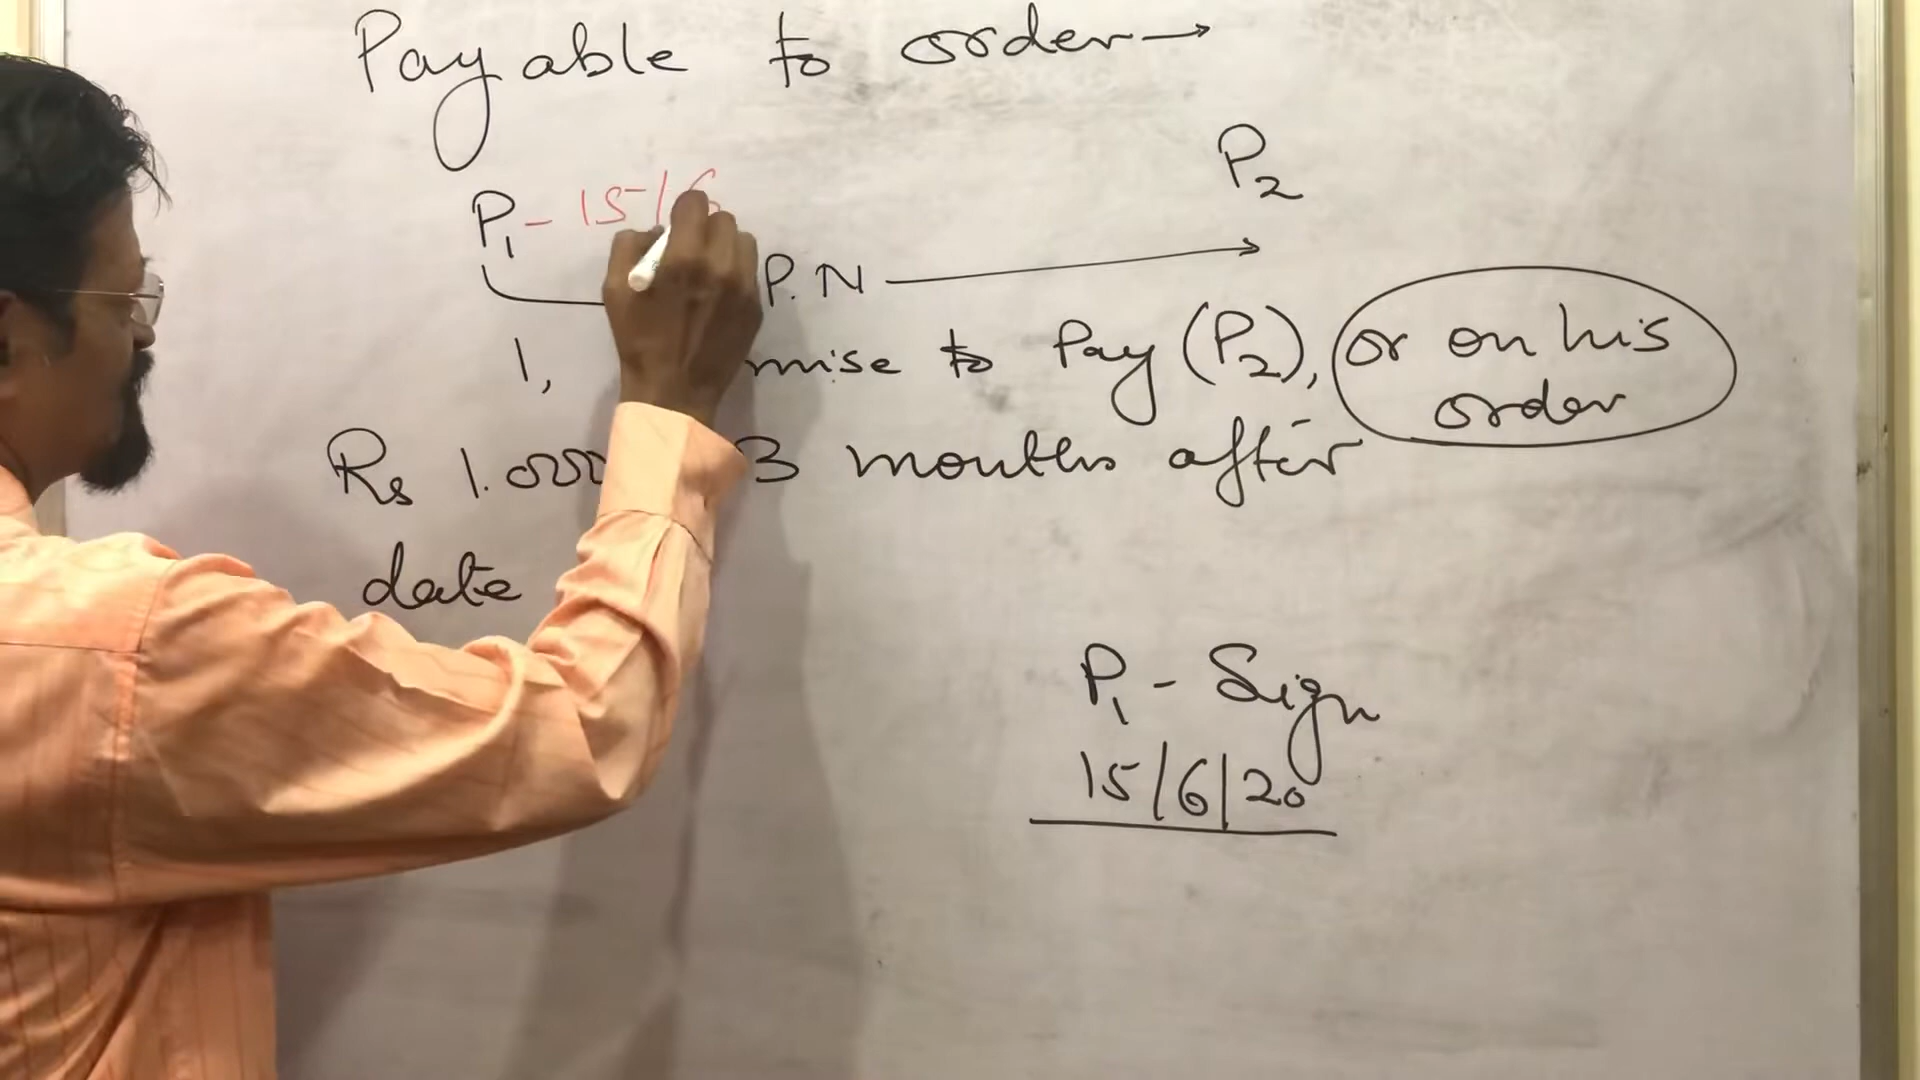 Payable to order →
P2
P1 - 15/6
P.N →
I, mise to Pay (P2), or on his
order
Rs 1.000 3 months after
date
P1 - Sign
15/6/20